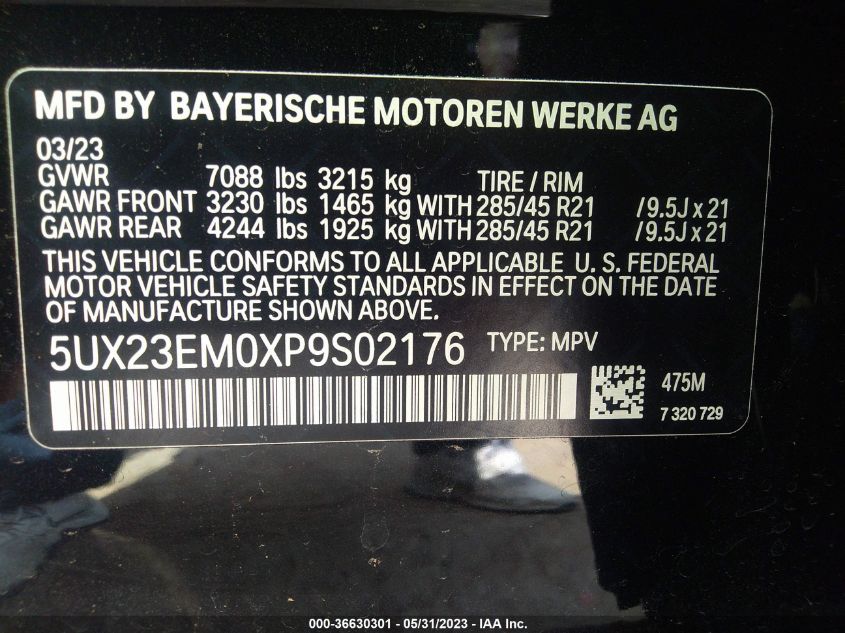 MFD BY BAYERISCHE MOTOREN WERKE AG
03/23
GVWR 7088 lbs 3215 kg TIRE / RIM
GAWR FRONT 3230 lbs 1465 kg WITH 285/45 R21 /9.5J x 21
GAWR REAR 4244 lbs 1925 kg WITH 285/45 R21 /9.5J x 21
THIS VEHICLE CONFORMS TO ALL APPLICABLE U. S. FEDERAL
MOTOR VEHICLE SAFETY STANDARDS IN EFFECT ON THE DATE
OF MANUFACTURE SHOWN ABOVE.
5UX23EM0XP9S02176 TYPE: MPV
475M
7 320 729
000-36630301 - 05/31/2023 - IAA Inc.